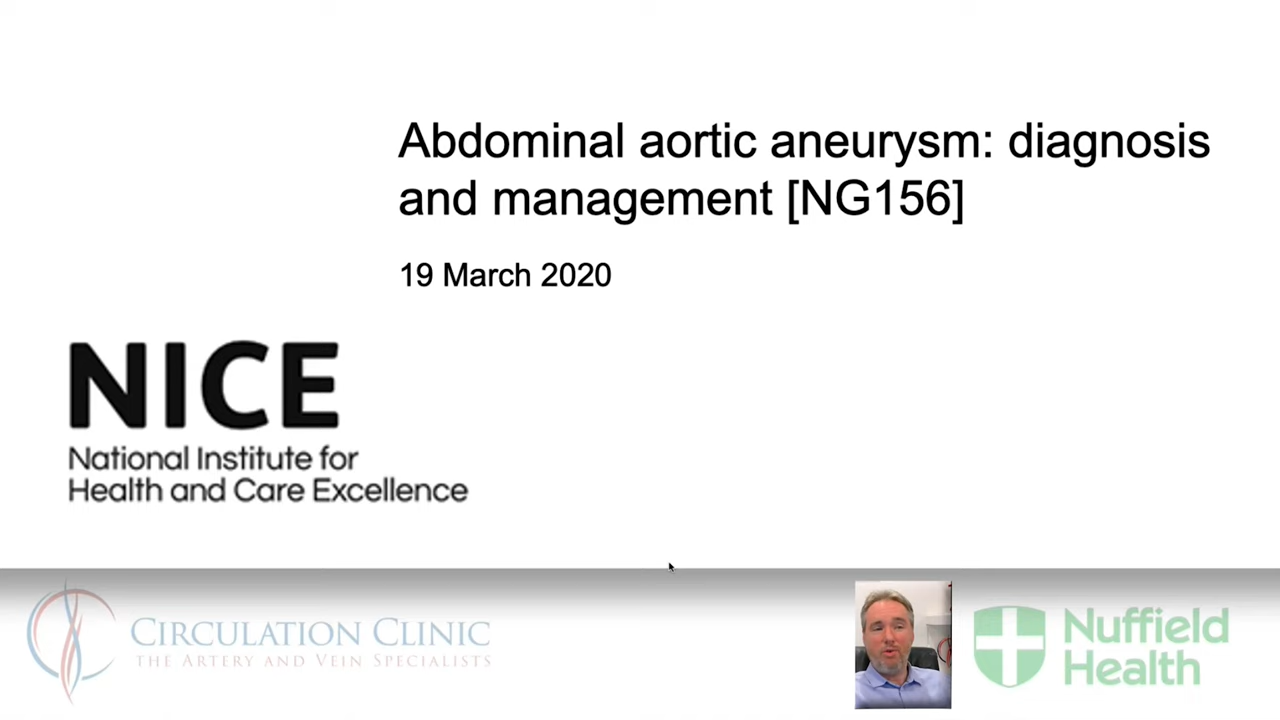 Abdominal aortic aneurysm: diagnosis
and management [NG156]
19 March 2020
NICE
National Institute for
Health and Care Excellence
CIRCULATION CLINIC
THE ARTERY AND VEIN SPECIALISTS
Nuffield
Health